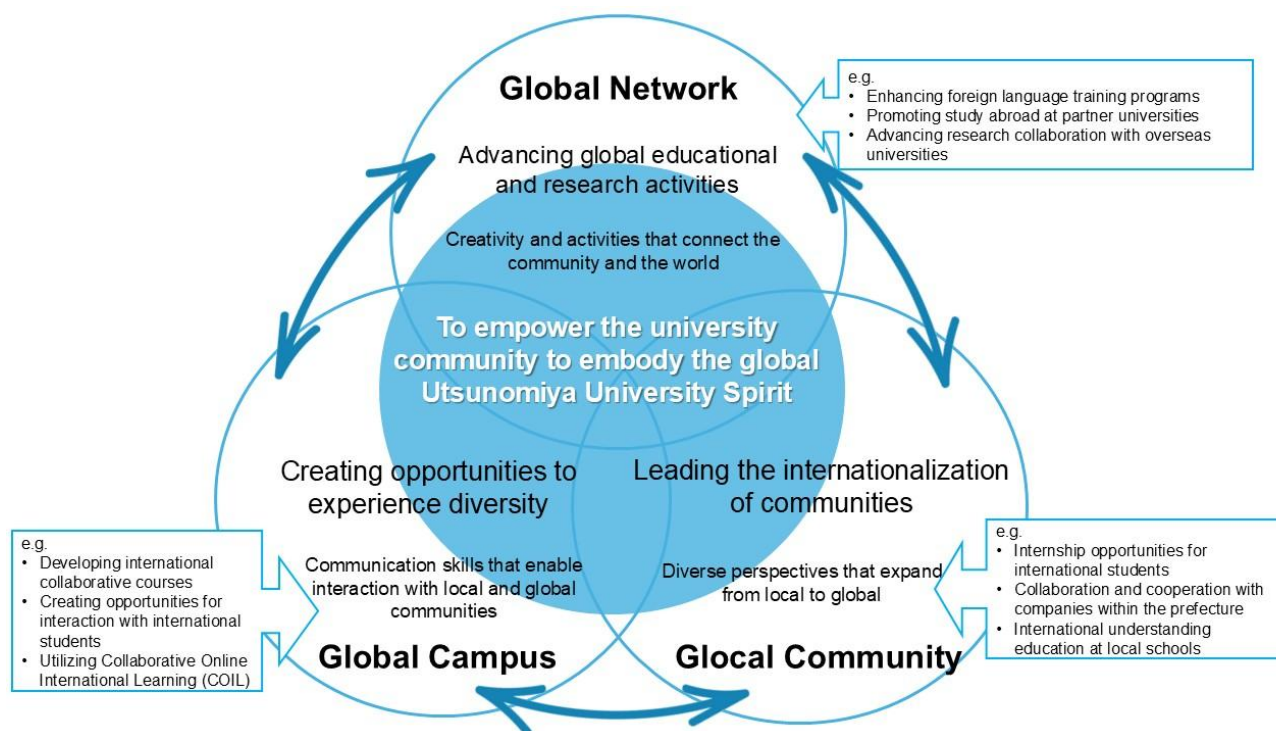 Global Network
Advancing global educational
and research activities
Creativity and activities that connect the
community and the world
e.g.
• Enhancing foreign language training programs
• Promoting study abroad at partner universities
• Advancing research collaboration with overseas
universities
To empower the university
community to embody the global
Utsunomiya University Spirit
Creating opportunities to
experience diversity
Communication skills that enable
interaction with local and global
communities
Global Campus
e.g.
• Developing international
collaborative courses
• Creating opportunities for
interaction with international
students
• Utilizing Collaborative Online
International Learning (COIL)
Leading the internationalization
of communities
Diverse perspectives that expand
from local to global
Glocal Community
e.g.
• Internship opportunities for
international students
• Collaboration and cooperation with
companies within the prefecture
• International understanding
education at local schools